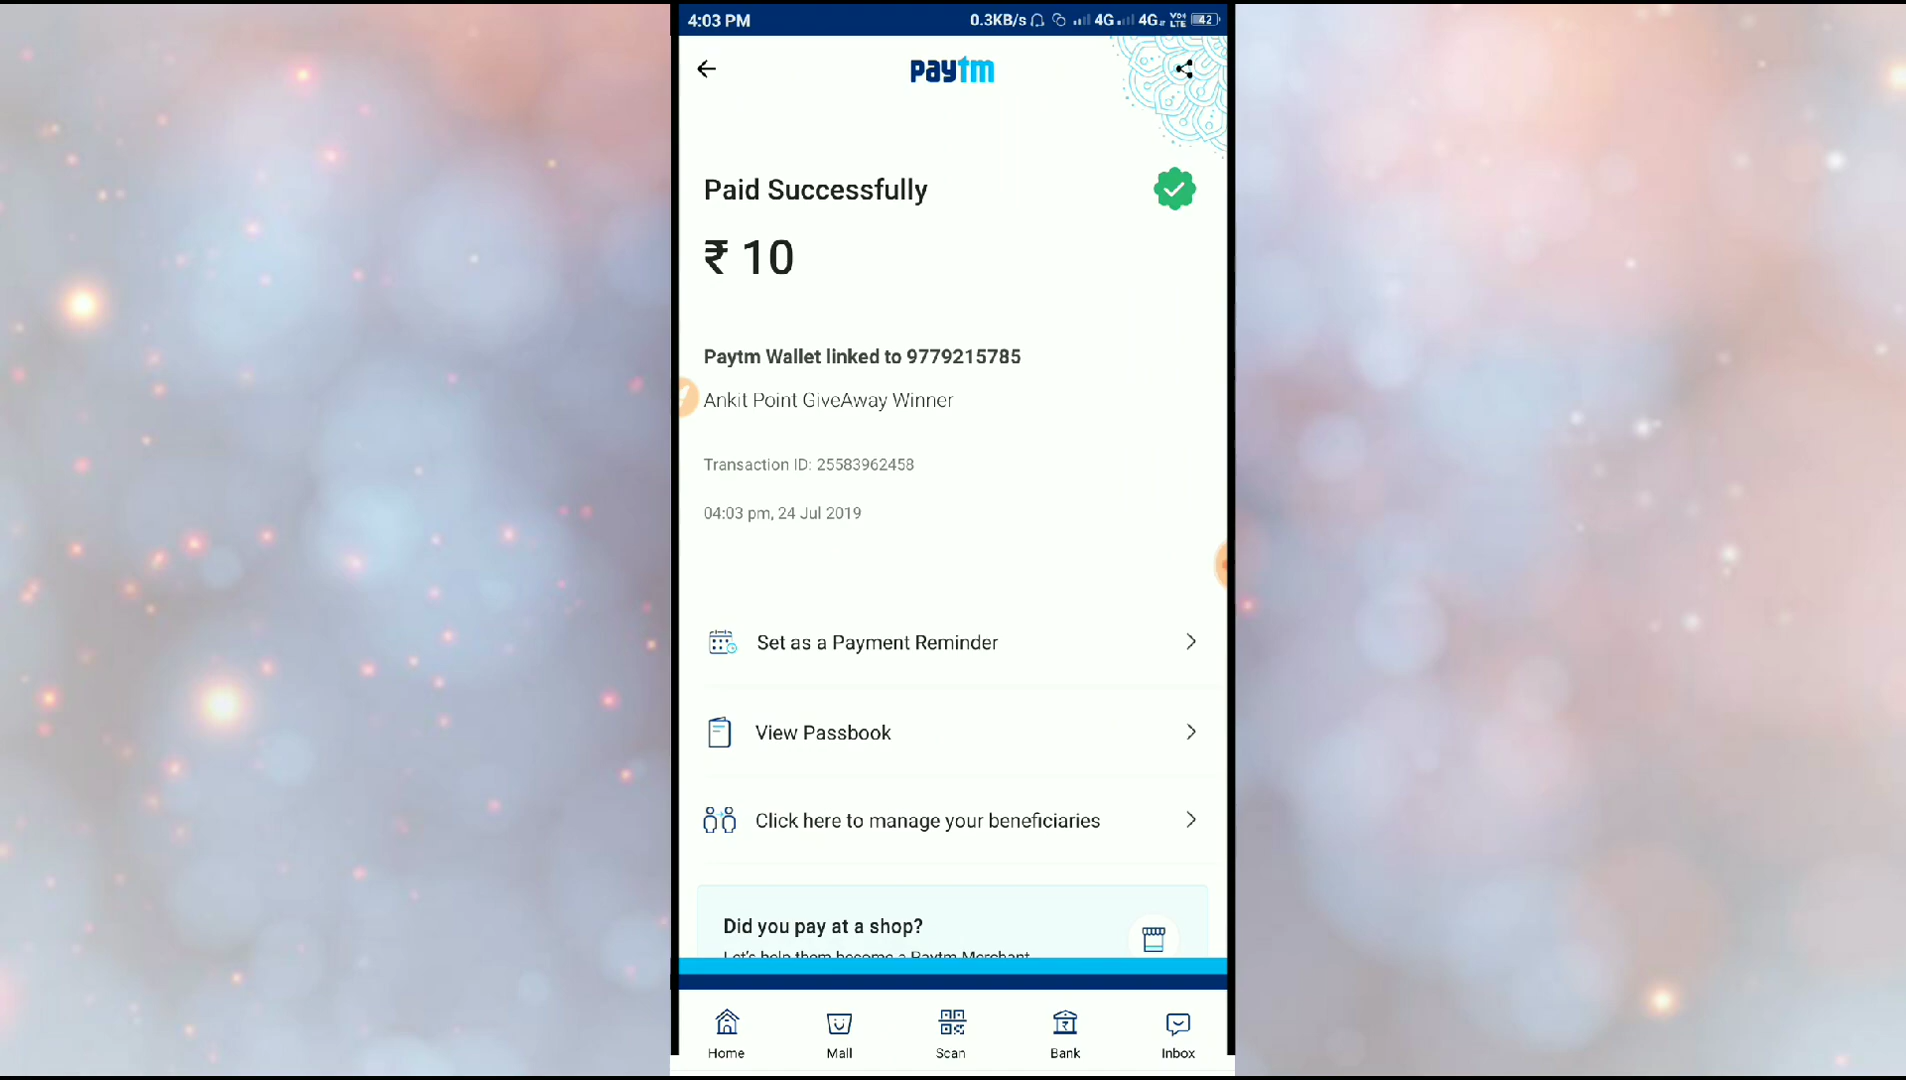 4:03 PM 0.3KB/s 4G 4G VoLTE 42
paytm
Paid Successfully
₹ 10
Paytm Wallet linked to 9779215785
Ankit Point GiveAway Winner
Transaction ID: 25583962458
04:03 pm, 24 Jul 2019
Set as a Payment Reminder
View Passbook
Click here to manage your beneficiaries
Did you pay at a shop?
Let's help them become a Paytm Merchant
Home Mall Scan Bank Inbox